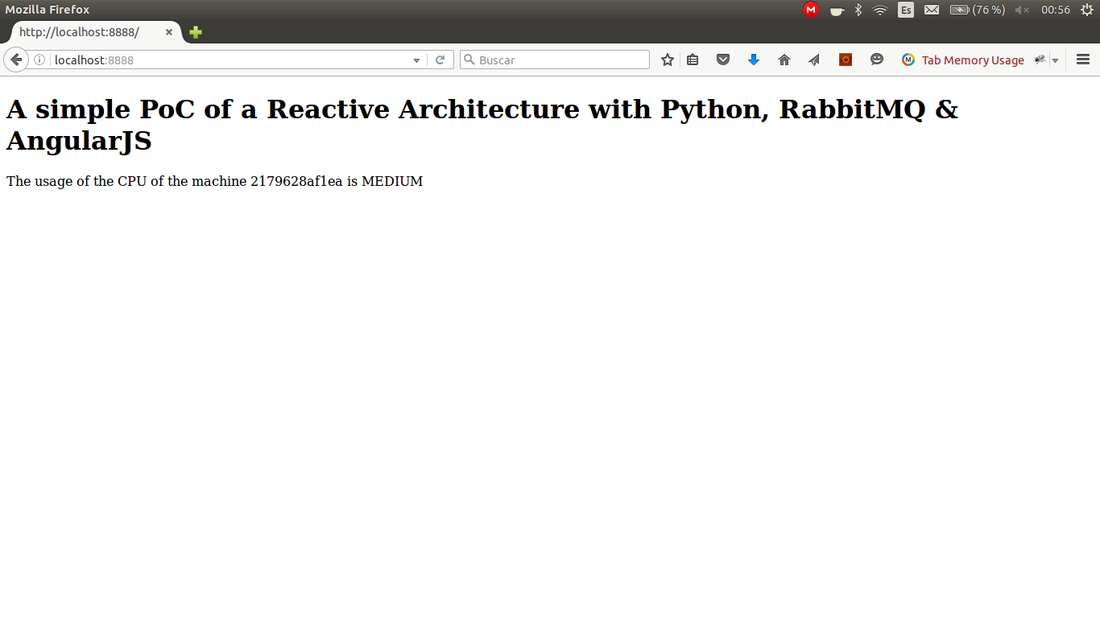 Mozilla Firefox
M
Es
(76 %)
00:56
http://localhost:8888/
localhost:8888
Buscar
M
Tab Memory Usage
A simple PoC of a Reactive Architecture with Python, RabbitMQ &
AngularJS
The usage of the CPU of the machine 2179628af1ea is MEDIUM